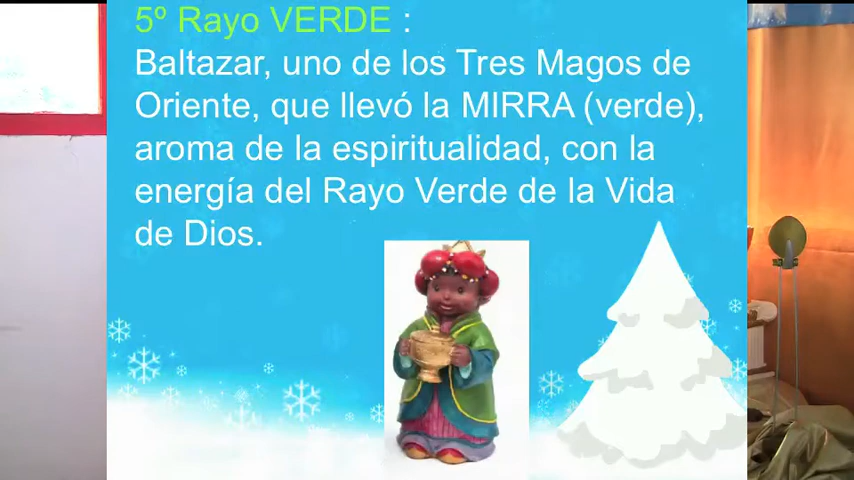 5º Rayo VERDE :
Baltazar, uno de los Tres Magos de
Oriente, que llevó la MIRRA (verde),
aroma de la espiritualidad, con la
energía del Rayo Verde de la Vida
de Dios.